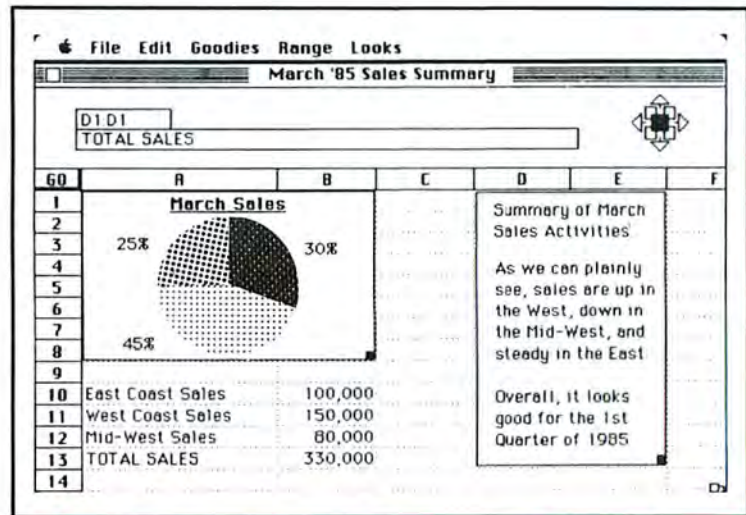 File Edit Goodies Range Looks
March '85 Sales Summary
D1:D1
TOTAL SALES
GO A B C D E F
1
2
3
4
5
6
7
8
9
10
11
12
13
14
March Sales
25%
30%
45%
East Coast Sales 100,000
West Coast Sales 150,000
Mid-West Sales 80,000
TOTAL SALES 330,000
Summary of March
Sales Activities
As we can plainly
see, sales are up in
the West, down in
the Mid-West, and
steady in the East
Overall, it looks
good for the 1st
Quarter of 1985